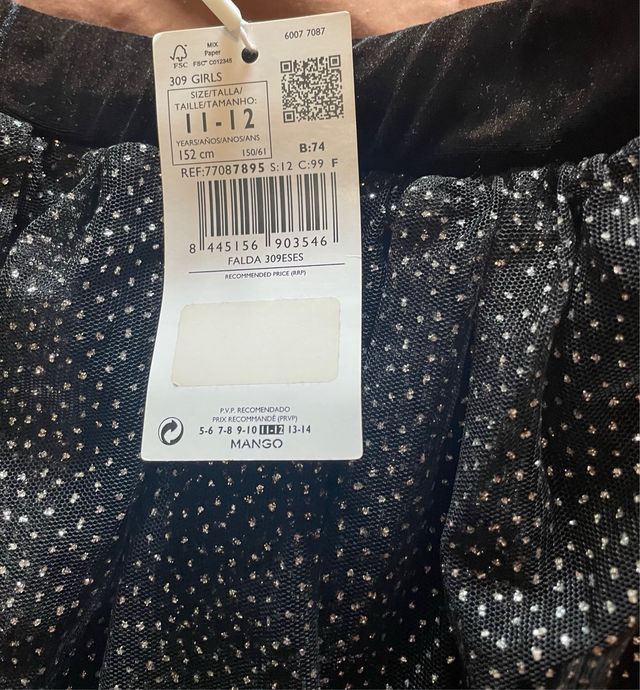 MIX
Paper
FSC
FSC® C012345
6007 7087
309 GIRLS
SIZE/TALLA/
TAILLE/TAMANHO:
11-12
YEARS/AÑOS/ANOS/ANS
152 cm 150/61
B:74
REF:77087895 S:12 C:99 F
8 445156 903546
FALDA 309ESES
RECOMMENDED PRICE (RRP)
P.V.P. RECOMENDADO
PRIX RECOMMANDÉ (PRVP)
5-6 7-8 9-10 11-12 13-14
MANGO